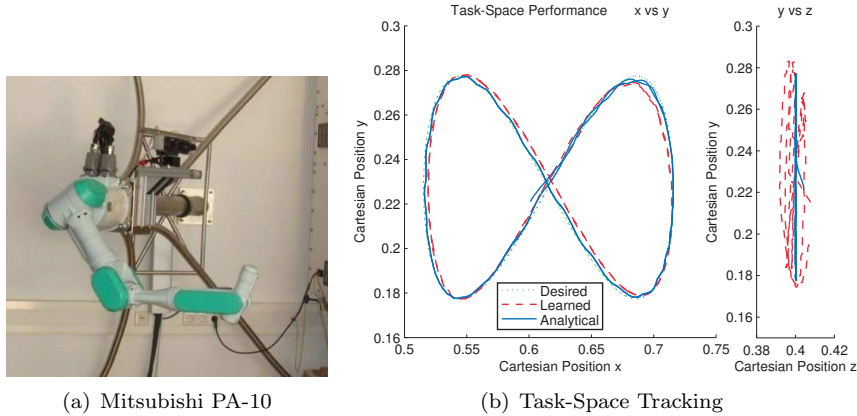 Task-Space Performance x vs y
y vs z
Cartesian Position y
0.3
0.28
0.26
0.24
0.22
0.2
0.18
0.16
0.5
0.55
0.6
0.65
0.7
0.75
Cartesian Position x
Desired
Learned
Analytical
Cartesian Position y
0.3
0.28
0.26
0.24
0.22
0.2
0.18
0.16
0.38
0.4
0.42
Cartesian Position z
(a) Mitsubishi PA-10
(b) Task-Space Tracking